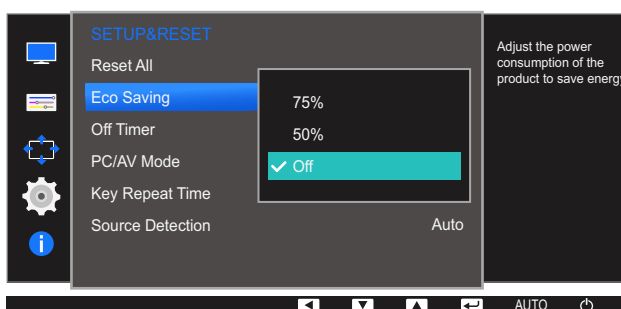 SETUP&RESET
Reset All
Eco Saving
Off Timer
PC/AV Mode
Key Repeat Time
Source Detection
Auto
75%
50%
Off
Adjust the power
consumption of the
product to save energy
AUTO